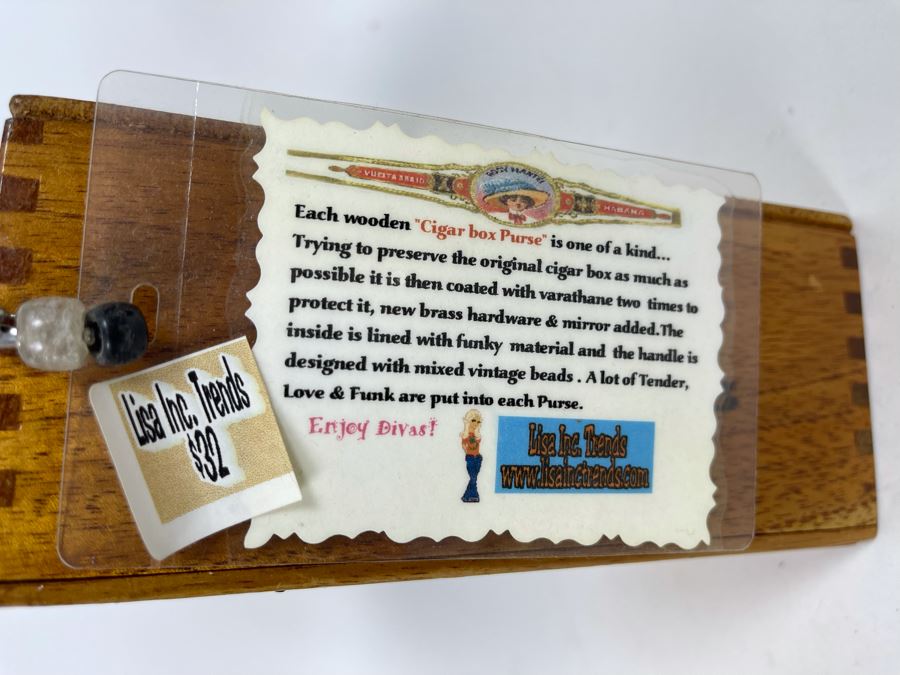 VUELTA ABAJO
HABANA
Each wooden "Cigar box Purse" is one of a kind...
Trying to preserve the original cigar box as much as
possible it is then coated with varathane two times to
protect it, new brass hardware & mirror added.The
inside is lined with funky material and the handle is
designed with mixed vintage beads . A lot of Tender,
Love & Funk are put into each Purse.
Enjoy Divas!
Lisa Inc. Trends
www.lisainctrends.com
Lisa Inc. Trends
$32